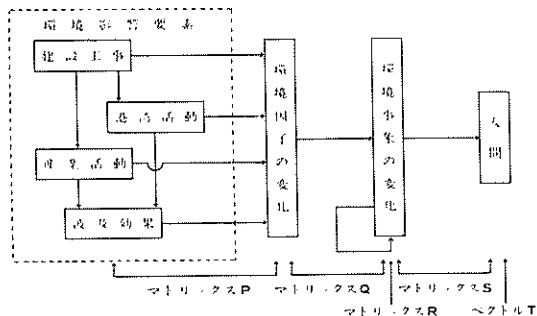 環境影響要素
建設工事
港湾活動
産業活動
波及効果
環境因子の変化
環境事象の変化
人間
マトリックスP
マトリックスQ
マトリックスS
マトリックスR
ベクトルT